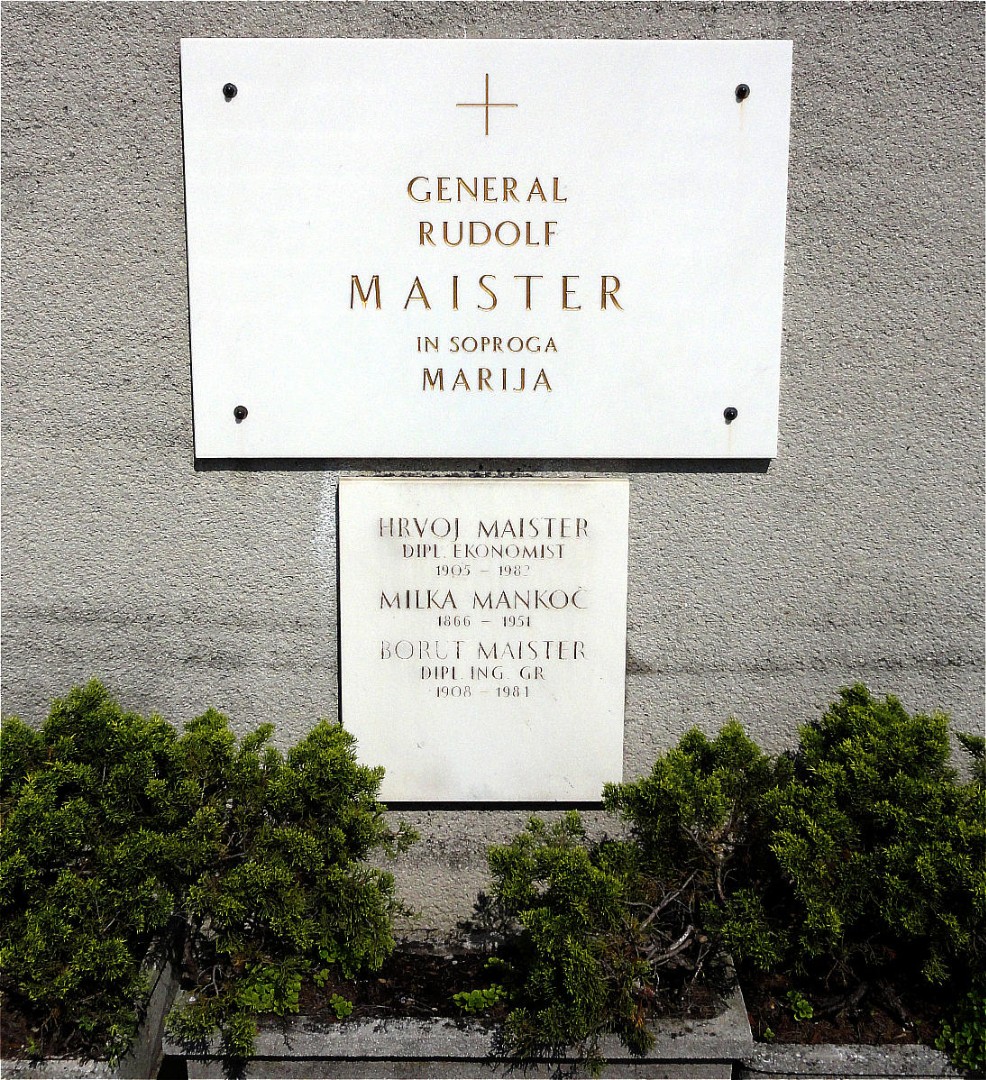 GENERAL
RUDOLF
MAISTER
IN SOPROGA
MARIJA
HRVOJ MAISTER
DIPL. EKONOMIST
1905 – 1982
MILKA MANKOČ
1866 – 1951
BORUT MAISTER
DIPL. ING. GR
1908 – 1981